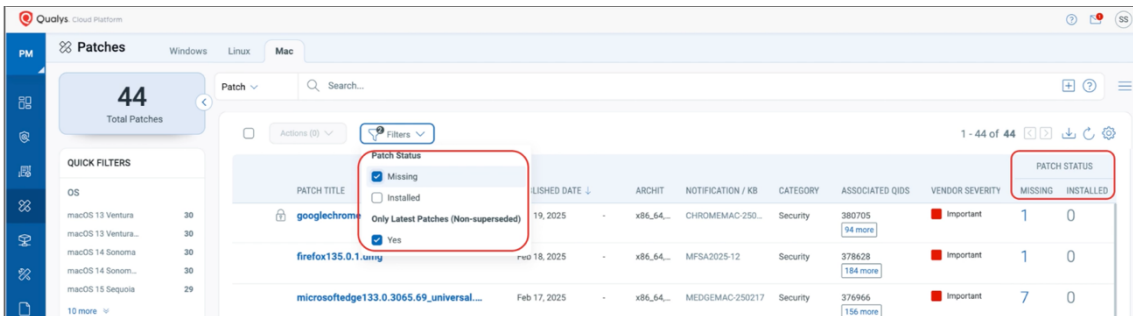 Qualys. Cloud Platform
SS
PM
Patches Windows Linux Mac
44
Total Patches
Patch Search...
Actions (0) 2 Filters 1 - 44 of 44
QUICK FILTERS
OS
macOS 13 Ventura 30
macOS 13 Ventura... 30
macOS 14 Sonoma 30
macOS 14 Sonom... 30
macOS 15 Sequoia 29
10 more
Patch Status
Missing
Installed
Only Latest Patches (Non-superseded)
Yes
PATCH STATUS
PATCH TITLE LISHED DATE ARCHIT NOTIFICATION / KB CATEGORY ASSOCIATED QIDS VENDOR SEVERITY MISSING INSTALLED
googlechrome 19, 2025 - x86_64,... CHROMEMAC-250... Security 380705 Important 1 0
94 more
firefox135.0.1.dmg Feb 18, 2025 - x86_64,... MFSA2025-12 Security 378628 Important 1 0
184 more
microsoftedge133.0.3065.69_universal.... Feb 17, 2025 - x86_64,... MEDGEMAC-250217 Security 376966 Important 7 0
156 more